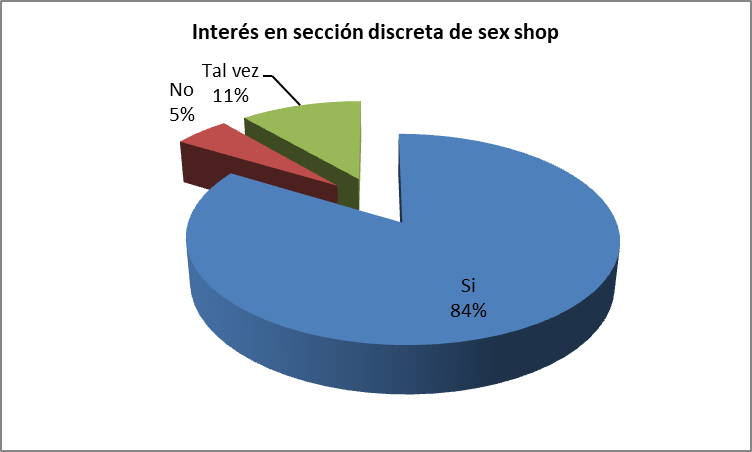 Interés en sección discreta de sex shop
Tal vez
11%
No
5%
Si
84%